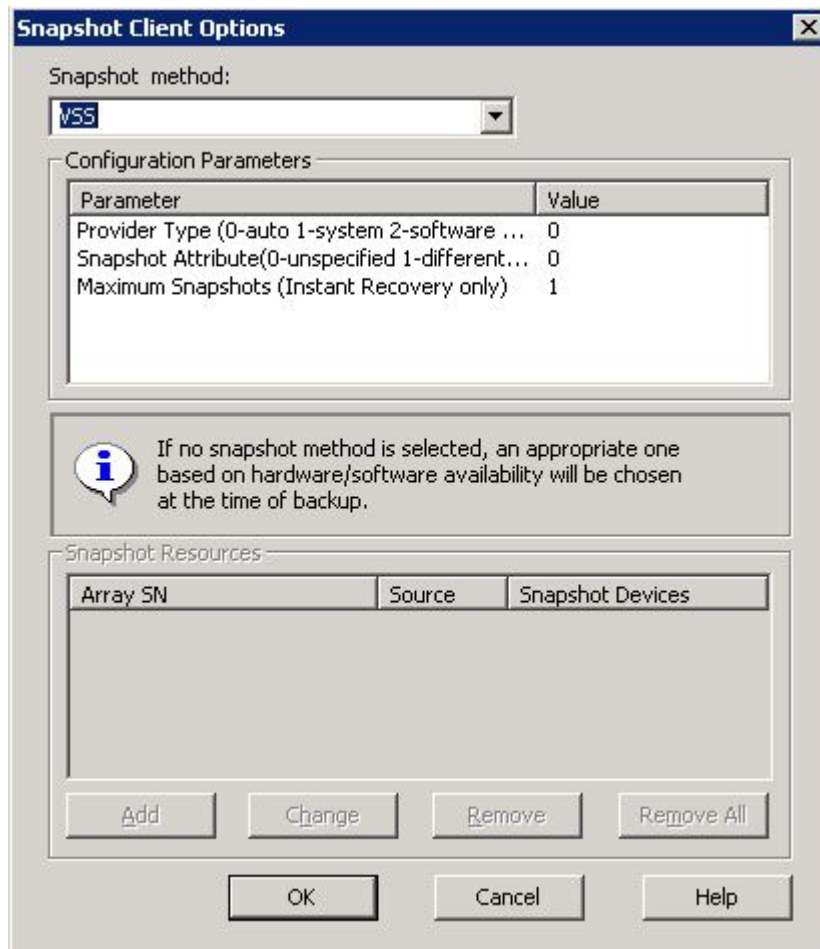 Snapshot Client Options
Snapshot method:
VSS
Configuration Parameters
Parameter Value
Provider Type (0-auto 1-system 2-software ... 0
Snapshot Attribute(0-unspecified 1-different... 0
Maximum Snapshots (Instant Recovery only) 1
If no snapshot method is selected, an appropriate one
based on hardware/software availability will be chosen
at the time of backup.
Snapshot Resources
Array SN Source Snapshot Devices
Add Change Remove Remove All
OK Cancel Help